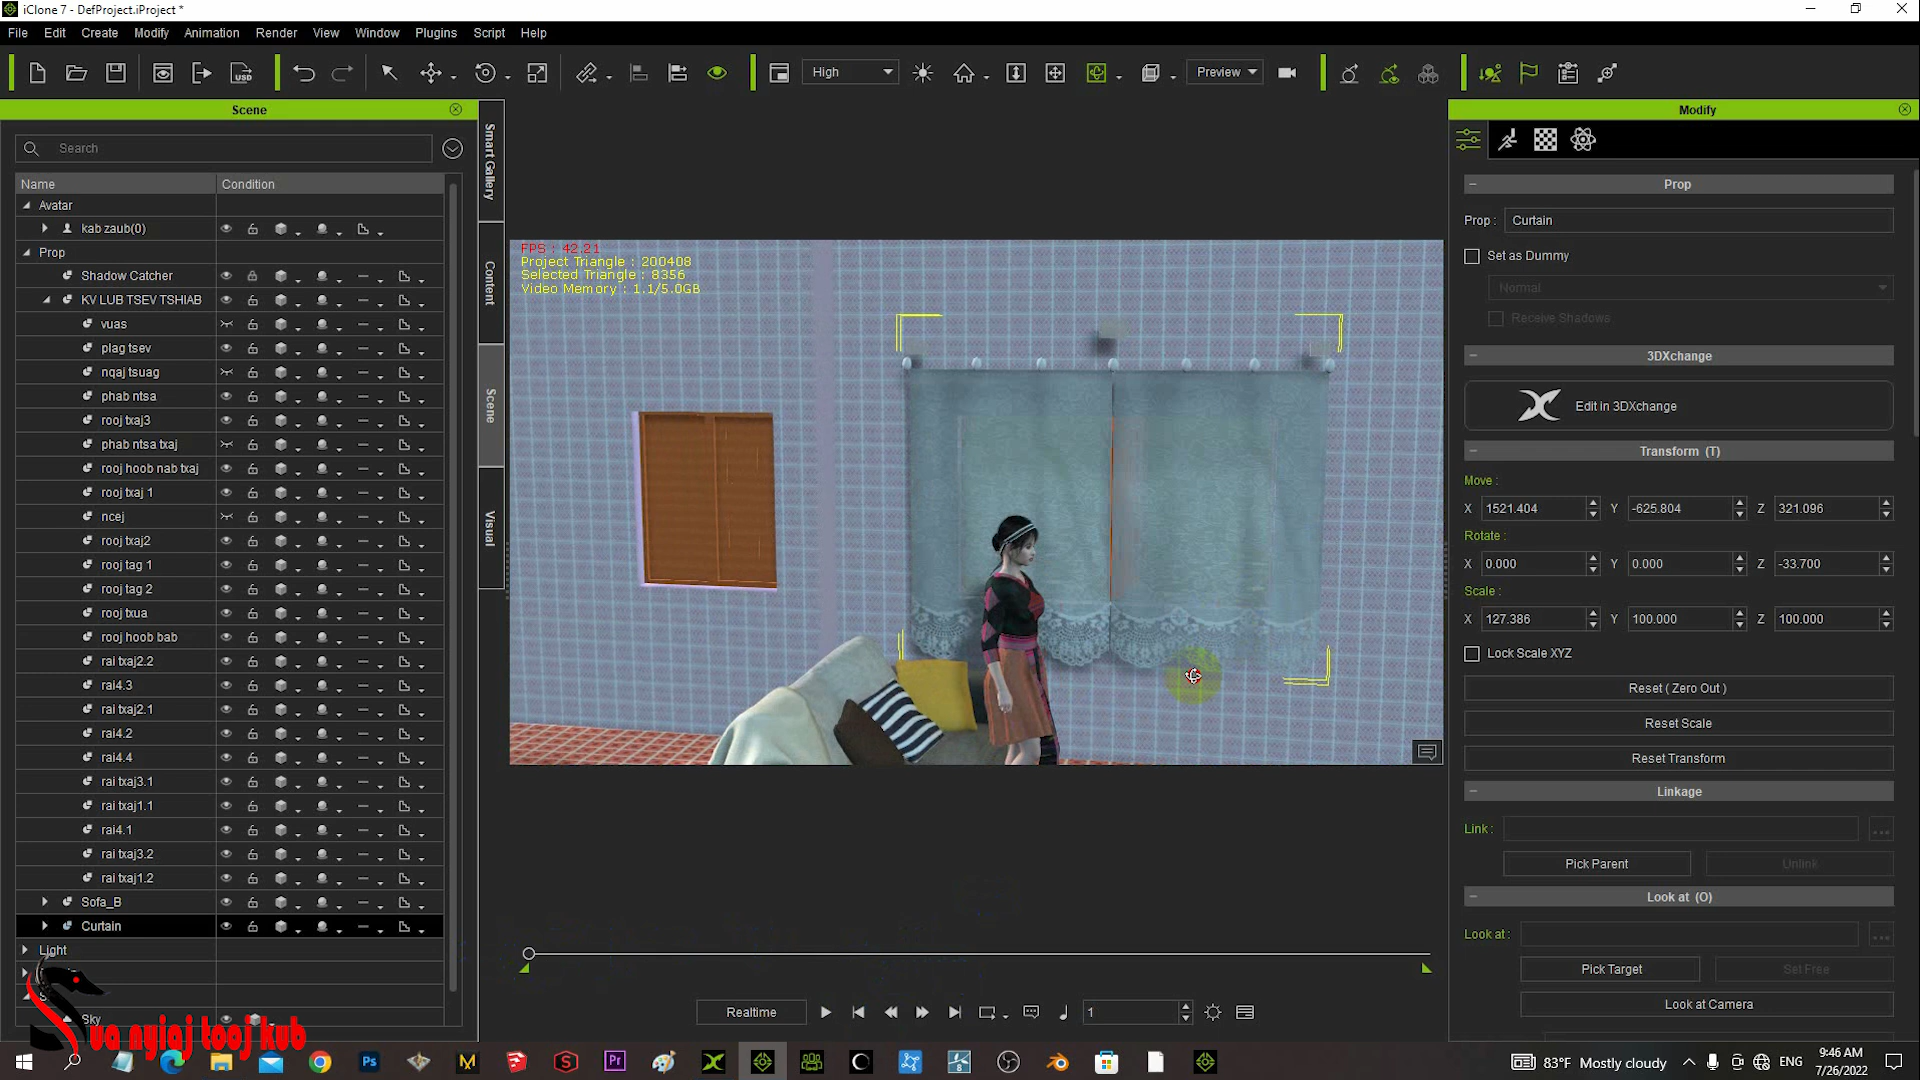 iClone 7 - DefProject.iProject *
File Edit Create Modify Animation Render View Window Plugins Script Help
USD High Preview
Scene
Search
Name Condition
Avatar
kab zaub(0)
Prop
Shadow Catcher
KV LUB TSEV TSHIAB
vuas
plag tsev
nqaj tsuag
phab ntsa
rooj txaj3
phab ntsa txaj
rooj hoob nab txaj
rooj txaj 1
ncej
rooj txaj2
rooj tag 1
rooj tag 2
rooj txua
rooj hoob bab
rai txaj2.2
rai4.3
rai txaj2.1
rai4.2
rai4.4
rai txaj3.1
rai txaj1.1
rai4.1
rai txaj3.2
rai txaj1.2
Sofa_B
Curtain
Light
Sky
Sua nyiaj tooj kub
Smart Gallery
Content
Scene
Visual
FPS : 42.21
Project Triangle : 200408
Selected Triangle : 8356
Video Memory : 1.1/5.0GB
Realtime 1
Modify
Prop
Prop : Curtain
Set as Dummy
Normal
Receive Shadows
3DXchange
Edit in 3DXchange
Transform (T)
Move :
X 1521.404 Y -625.804 Z 321.096
Rotate :
X 0.000 Y 0.000 Z -33.700
Scale :
X 127.386 Y 100.000 Z 100.000
Lock Scale XYZ
Reset ( Zero Out )
Reset Scale
Reset Transform
Linkage
Link :
Pick Parent Unlink
Look at (O)
Look at :
Pick Target Set Free
Look at Camera
Ps Pr 8 83°F Mostly cloudy ENG 9:46 AM
7/26/2022